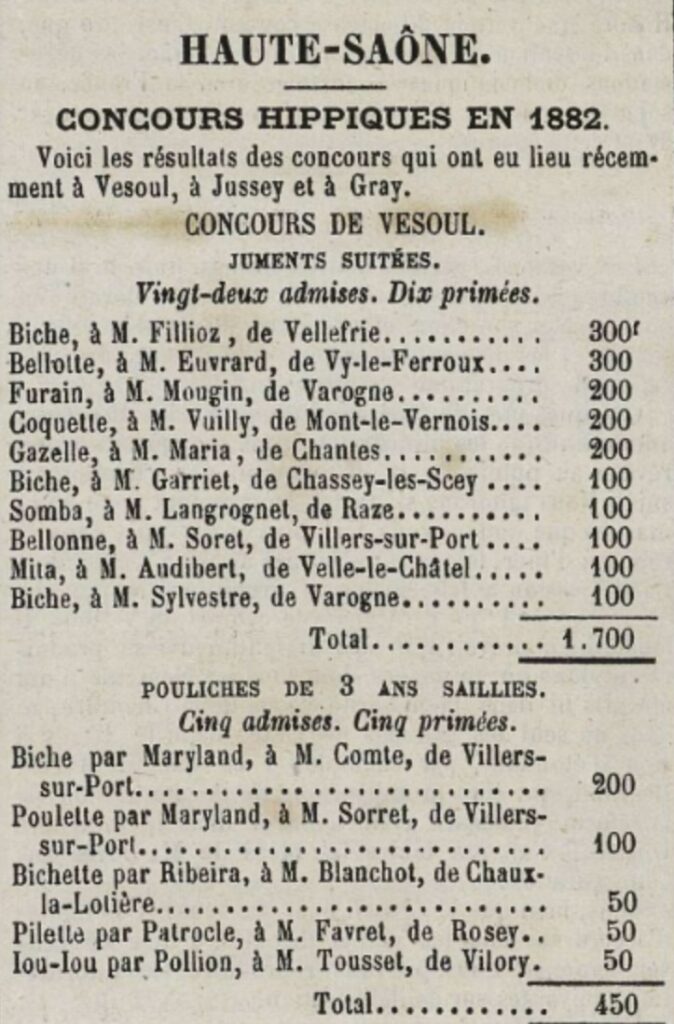 HAUTE-SAÔNE.
CONCOURS HIPPIQUES EN 1882.
Voici les résultats des concours qui ont eu lieu récem-
ment à Vesoul, à Jussey et à Gray.
CONCOURS DE VESOUL.
JUMENTS SUITÉES.
Vingt-deux admises. Dix primées.
Biche, à M. Fillioz, de Vellefrie........... 300f
Bellotte, à M. Euvrard, de Vy-le-Ferroux.... 300
Furain, à M. Mougin, de Varogne.......... 200
Coquette, à M. Vuilly, de Mont-le-Vernois.... 200
Gazelle, à M. Maria, de Chantes........... 200
Biche, à M. Garriet, de Chassey-les-Scey .... 100
Somba, à M. Langrognet, de Raze.......... 100
Bellonne, à M. Soret, de Villers-sur-Port .... 100
Mita, à M. Audibert, de Velle-le-Châtel..... 100
Biche, à M. Sylvestre, de Varogne.......... 100
Total............ 1.700
POULICHES DE 3 ANS SAILLIES.
Cinq admises. Cinq primées.
Biche par Maryland, à M. Comte, de Villers-
sur-Port............................ 200
Poulette par Maryland, à M. Sorret, de Villers-
sur-Port............................ 100
Bichette par Ribeira, à M. Blanchot, de Chaux-
la-Lotière........................... 50
Pilette par Patrocle, à M. Favret, de Rosey.. 50
Iou-Iou par Pollion, à M. Tousset, de Vilory. 50
Total............ 450